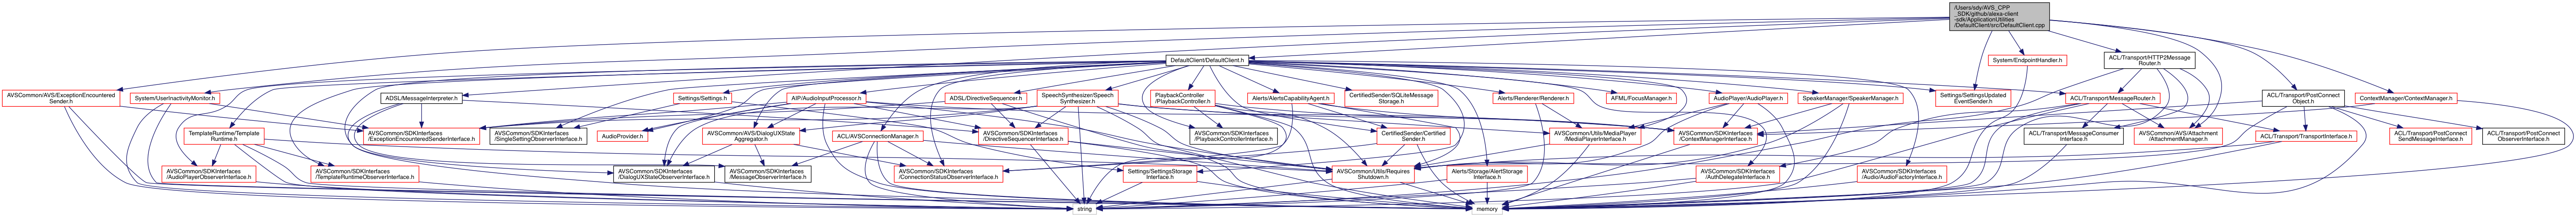 /Users/sdy/AVS_CPP
_SDK/github/alexa-client
-sdk/ApplicationUtilities
/DefaultClient/src/DefaultClient.cpp
DefaultClient/DefaultClient.h
System/EndpointHandler.h
ACL/Transport/HTTP2Message
Router.h
AVSCommon/AVS/ExceptionEncountered
Sender.h
System/UserInactivityMonitor.h
ADSL/MessageInterpreter.h
Settings/Settings.h
AIP/AudioInputProcessor.h
ADSL/DirectiveSequencer.h
SpeechSynthesizer/Speech
Synthesizer.h
PlaybackController
/PlaybackController.h
Alerts/AlertsCapabilityAgent.h
CertifiedSender/SQLiteMessage
Storage.h
Alerts/Renderer/Renderer.h
AFML/FocusManager.h
AudioPlayer/AudioPlayer.h
SpeakerManager/SpeakerManager.h
Settings/SettingsUpdated
EventSender.h
ACL/Transport/MessageRouter.h
ACL/Transport/PostConnect
Object.h
ContextManager/ContextManager.h
TemplateRuntime/Template
Runtime.h
AVSCommon/SDKInterfaces
/ExceptionEncounteredSenderInterface.h
AVSCommon/SDKInterfaces
/SingleSettingObserverInterface.h
AudioProvider.h
AVSCommon/AVS/DialogUXState
Aggregator.h
ACL/AVSConnectionManager.h
AVSCommon/SDKInterfaces
/DirectiveSequencerInterface.h
AVSCommon/SDKInterfaces
/PlaybackControllerInterface.h
CertifiedSender/Certified
Sender.h
AVSCommon/Utils/MediaPlayer
/MediaPlayerInterface.h
AVSCommon/SDKInterfaces
/ContextManagerInterface.h
ACL/Transport/MessageConsumer
Interface.h
AVSCommon/AVS/Attachment
/AttachmentManager.h
ACL/Transport/TransportInterface.h
ACL/Transport/PostConnect
SendMessageInterface.h
ACL/Transport/PostConnect
ObserverInterface.h
AVSCommon/SDKInterfaces
/AudioPlayerObserverInterface.h
AVSCommon/SDKInterfaces
/TemplateRuntimeObserverInterface.h
AVSCommon/SDKInterfaces
/DialogUXStateObserverInterface.h
AVSCommon/SDKInterfaces
/MessageObserverInterface.h
AVSCommon/SDKInterfaces
/ConnectionStatusObserverInterface.h
Settings/SettingsStorage
Interface.h
AVSCommon/Utils/Requires
Shutdown.h
Alerts/Storage/AlertStorage
Interface.h
AVSCommon/SDKInterfaces
/AuthDelegateInterface.h
AVSCommon/SDKInterfaces
/Audio/AudioFactoryInterface.h
string
memory